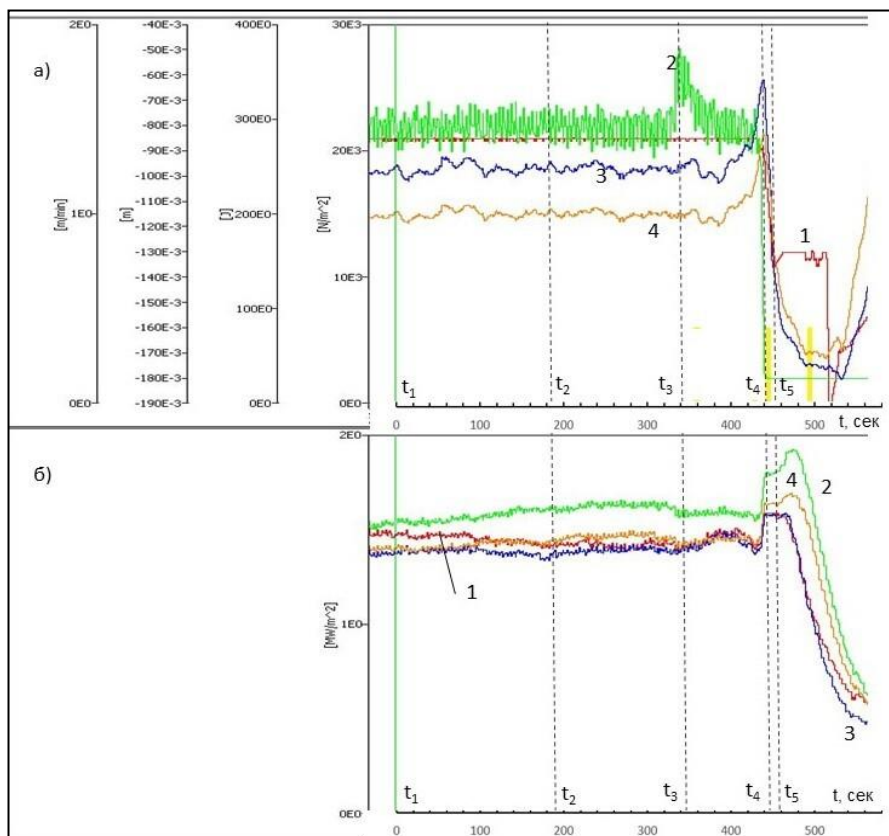 а)
2E0
1E0
0E0
[m/min]
-40E-3
-50E-3
-60E-3
-70E-3
-80E-3
-90E-3
-100E-3
-110E-3
-120E-3
-130E-3
-140E-3
-150E-3
-160E-3
-170E-3
-180E-3
-190E-3
[m]
400E0
300E0
200E0
100E0
0E0
[J]
30E3
20E3
10E3
0E0
[N/m^2]
2
3
4
1
t1 t2 t3 t4 t5
0 100 200 300 400 500 t, сек
б)
2E0
1E0
0E0
[MW/m^2]
4
2
1
3
t1 t2 t3 t4 t5 t, сек
0 100 200 300 400 500